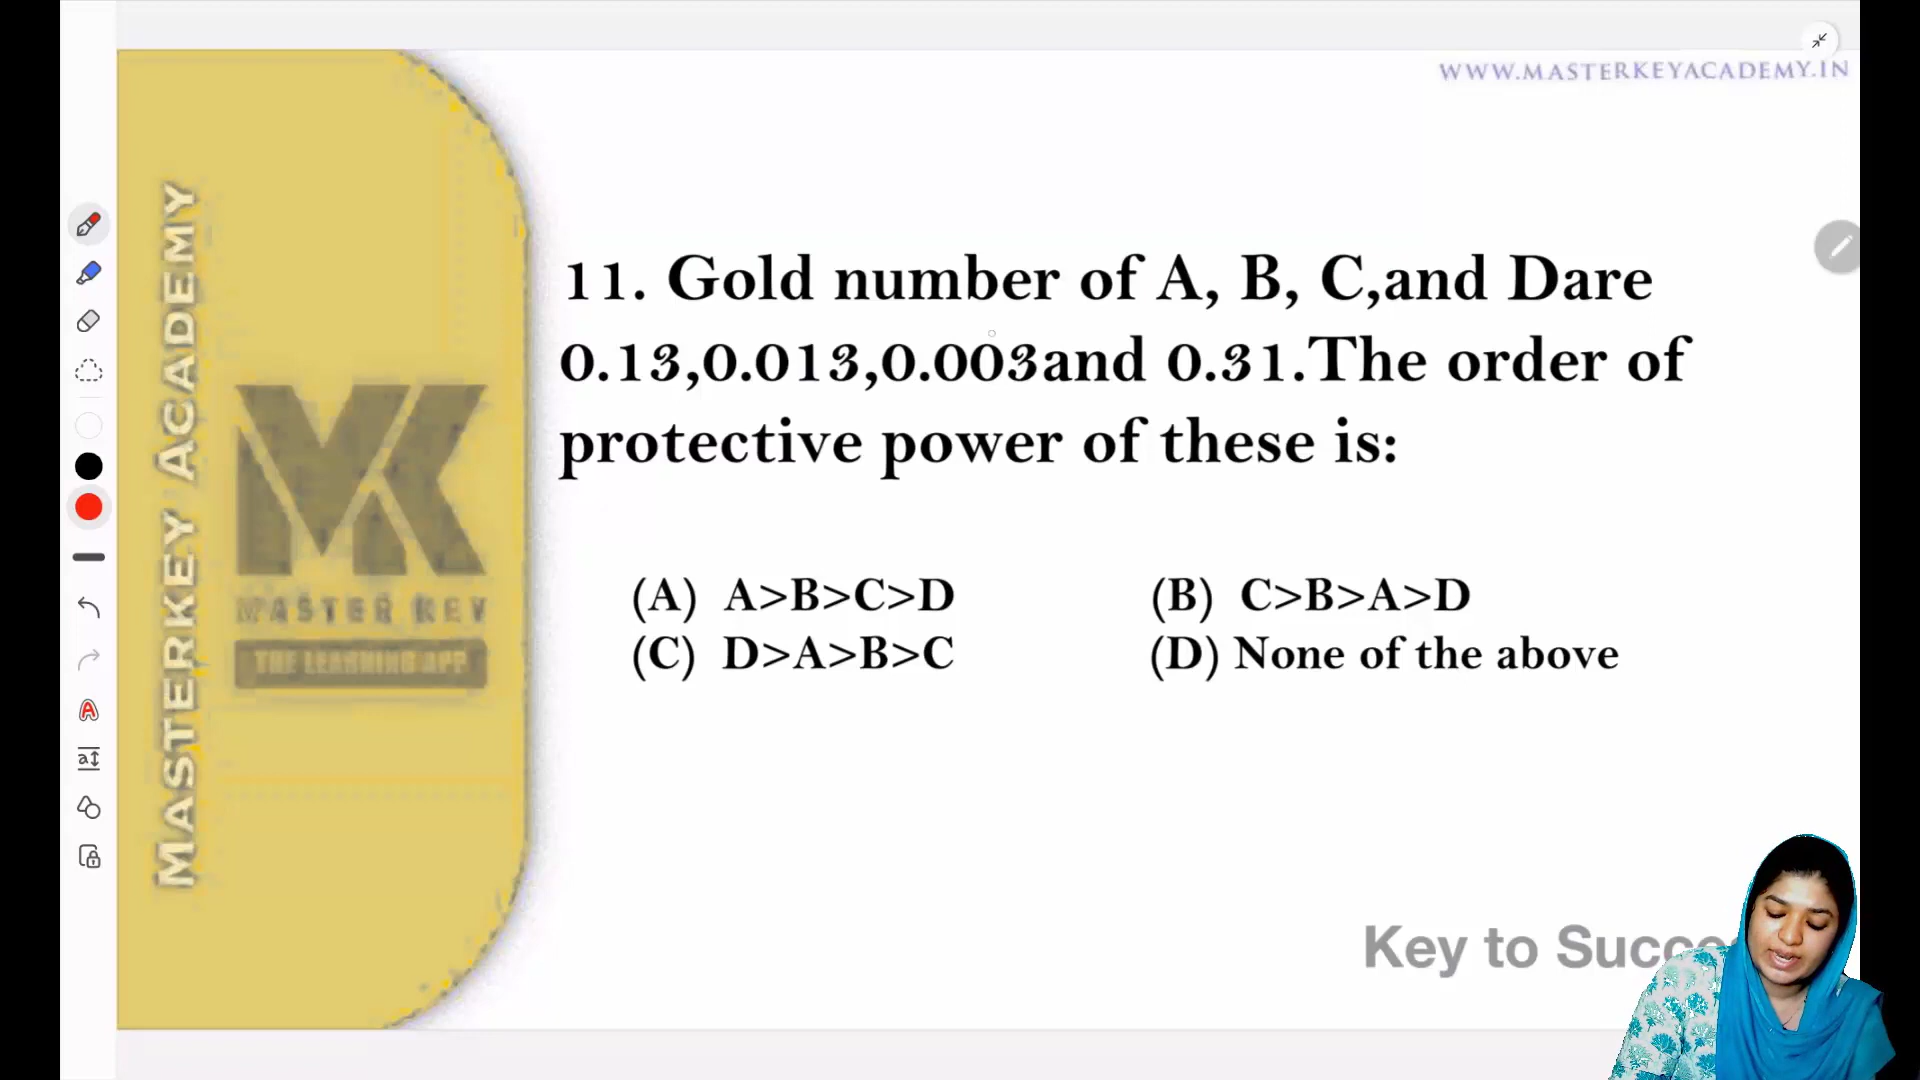 WWW.MASTERKEYACADEMY.IN
MASTERKEY ACADEMY
MASTER KEY
THE LEARNING APP
11. Gold number of A, B, C,and Dare
0.13,0.013,0.003and 0.31.The order of
protective power of these is:
(A) A>B>C>D
(B) C>B>A>D
(C) D>A>B>C
(D) None of the above
Key to